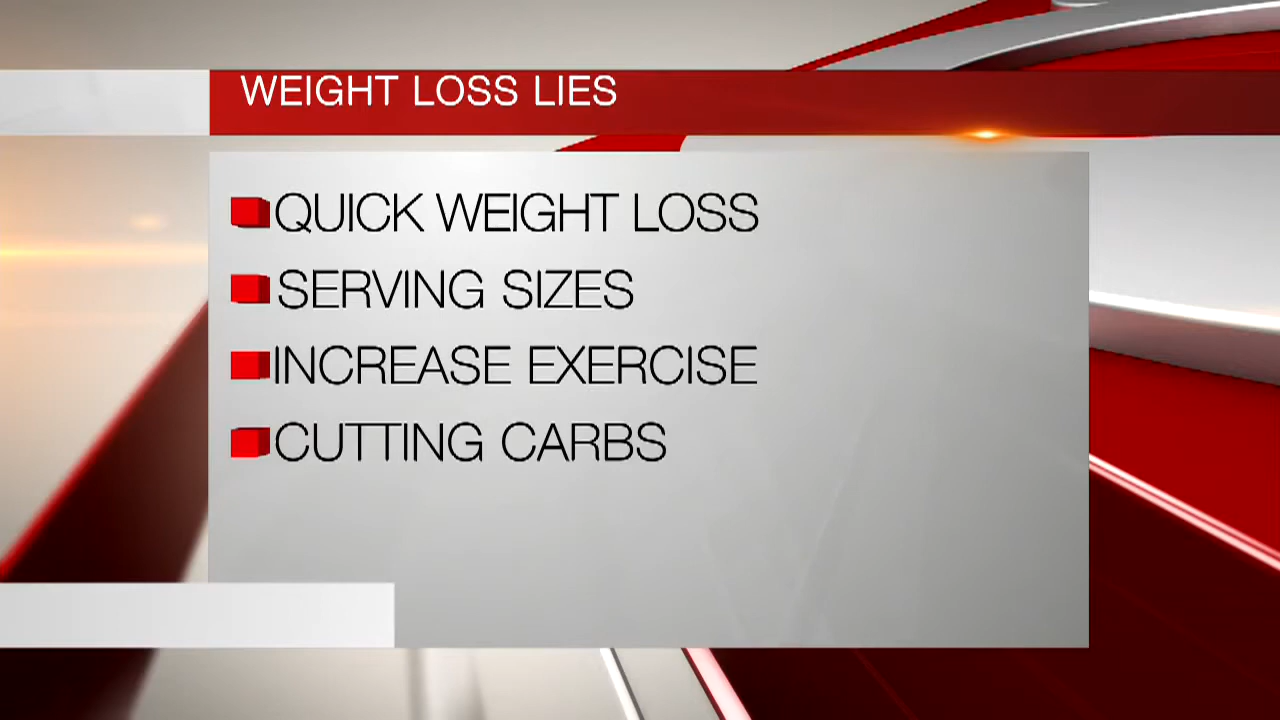 WEIGHT LOSS LIES
QUICK WEIGHT LOSS
SERVING SIZES
INCREASE EXERCISE
CUTTING CARBS